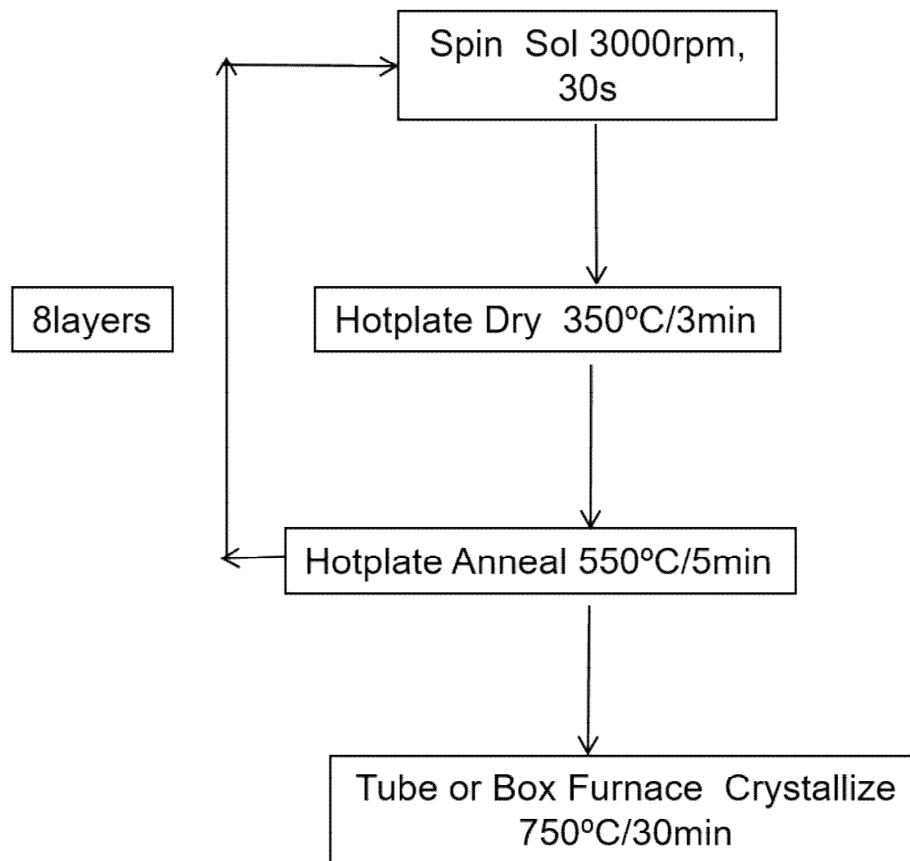 Spin Sol 3000rpm,
30s
8layers
Hotplate Dry 350ºC/3min
Hotplate Anneal 550ºC/5min
Tube or Box Furnace Crystallize
750ºC/30min